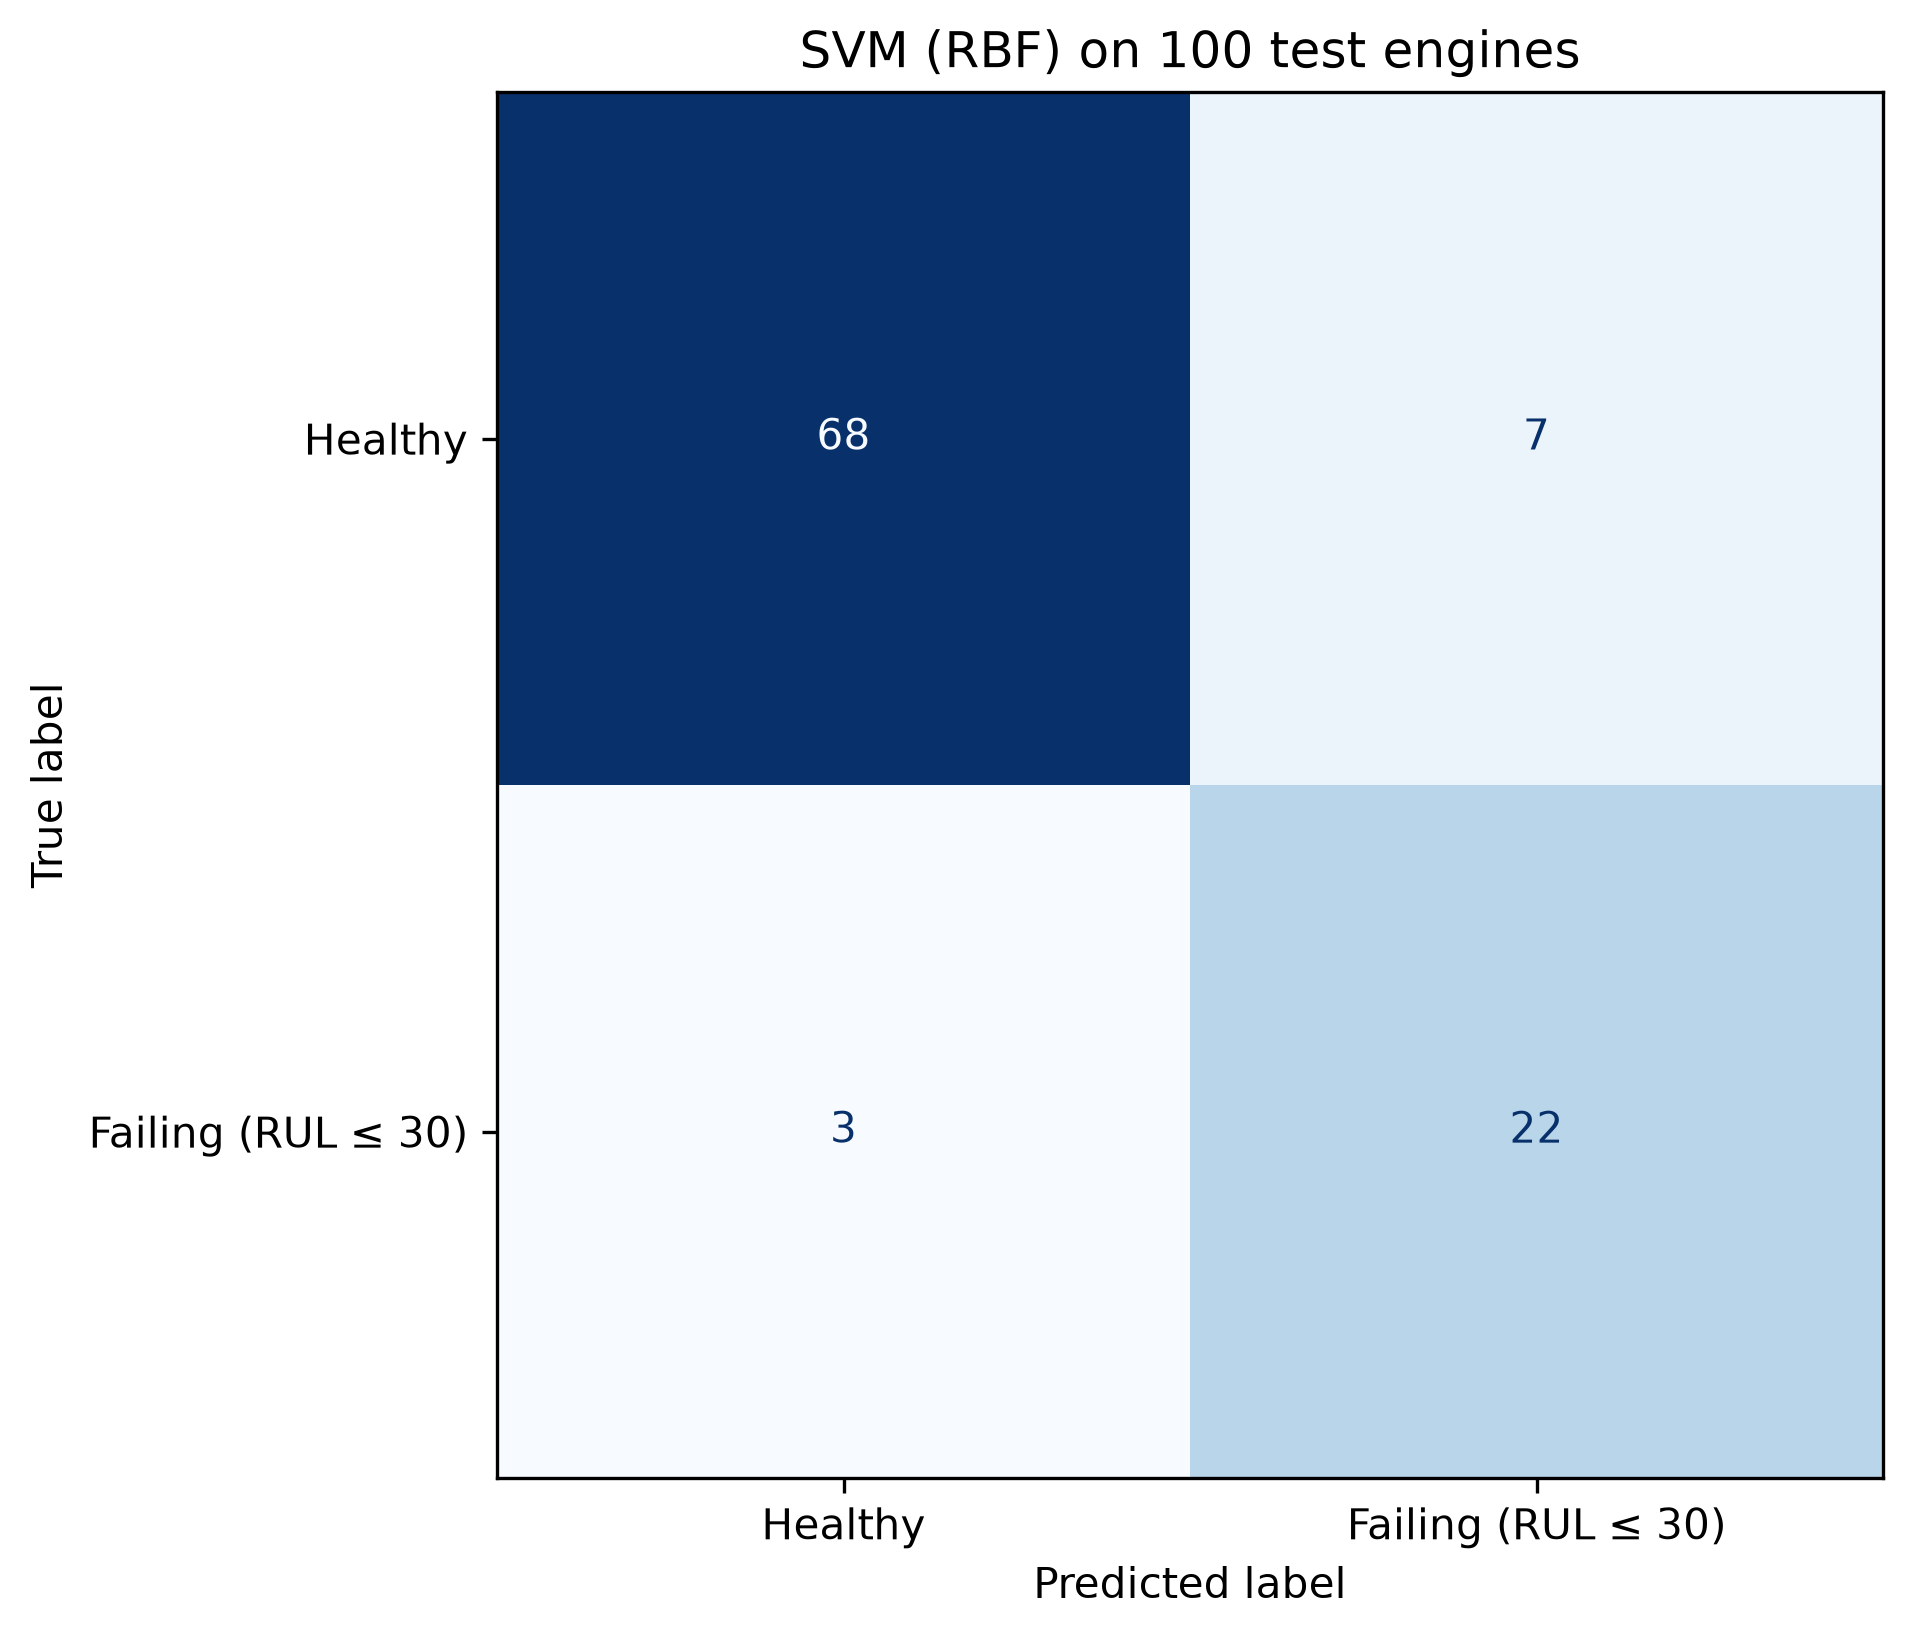 SVM (RBF) on 100 test engines
True label
Healthy
68
7
Failing (RUL ≤ 30)
3
22
Healthy
Failing (RUL ≤ 30)
Predicted label